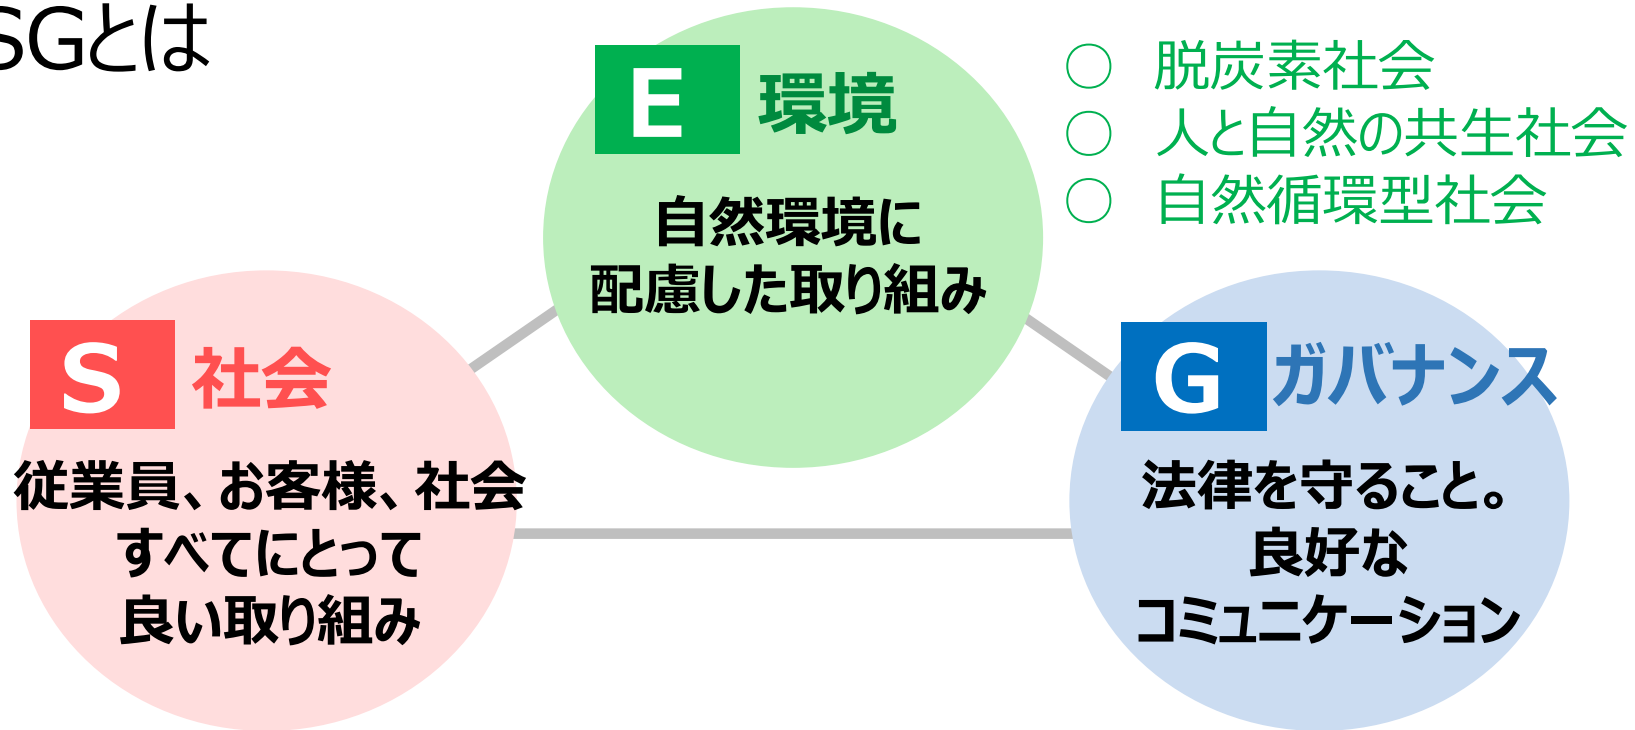 SGとは
E 環境
自然環境に
配慮した取り組み
○ 脱炭素社会
○ 人と自然の共生社会
○ 自然循環型社会
S 社会
従業員、お客様、社会
すべてにとって
良い取り組み
G ガバナンス
法律を守ること。
良好な
コミュニケーション